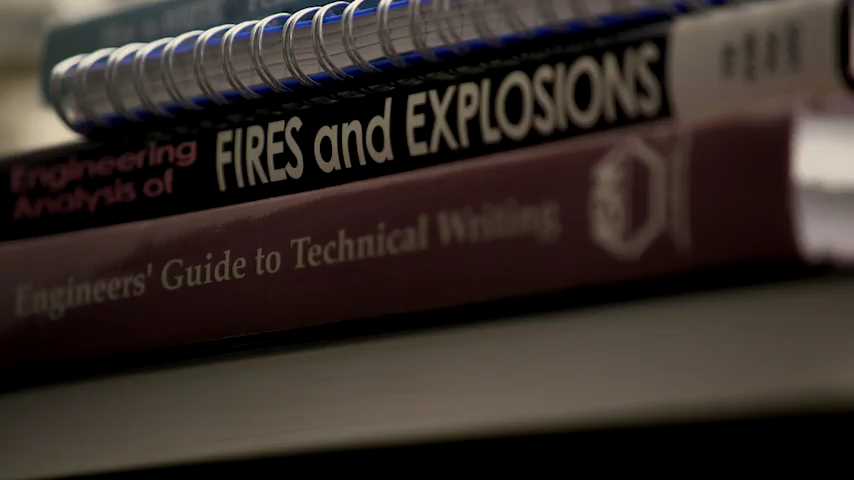 Engineering
Analysis of
FIRES and EXPLOSIONS
Engineers' Guide to Technical Writing